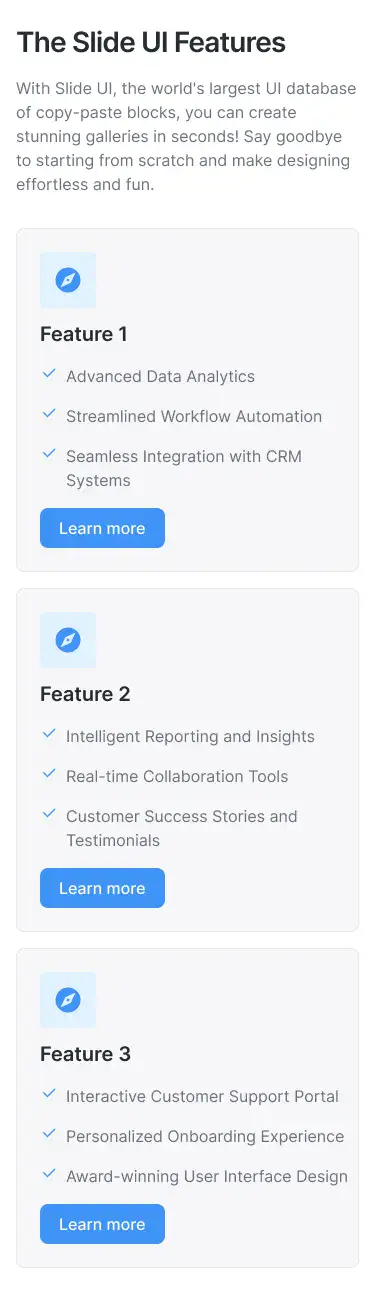 The Slide UI Features
With Slide UI, the world's largest UI database
of copy-paste blocks, you can create
stunning galleries in seconds! Say goodbye
to starting from scratch and make designing
effortless and fun.
Feature 1
Advanced Data Analytics
Streamlined Workflow Automation
Seamless Integration with CRM
Systems
Learn more
Feature 2
Intelligent Reporting and Insights
Real-time Collaboration Tools
Customer Success Stories and
Testimonials
Learn more
Feature 3
Interactive Customer Support Portal
Personalized Onboarding Experience
Award-winning User Interface Design
Learn more